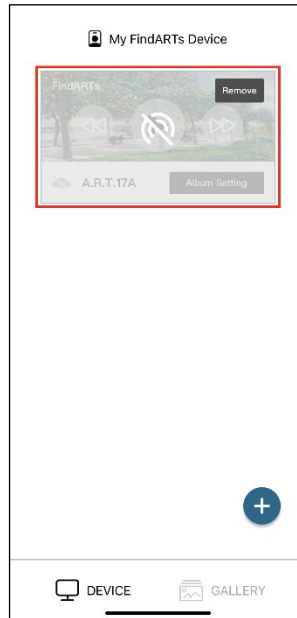 My FindARTs Device
FindARTs
Remove
A.R.T.17A
Album Setting
DEVICE
GALLERY